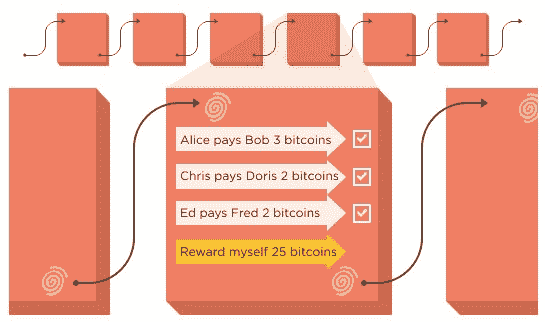 Alice pays Bob 3 bitcoins
Chris pays Doris 2 bitcoins
Ed pays Fred 2 bitcoins
Reward myself 25 bitcoins